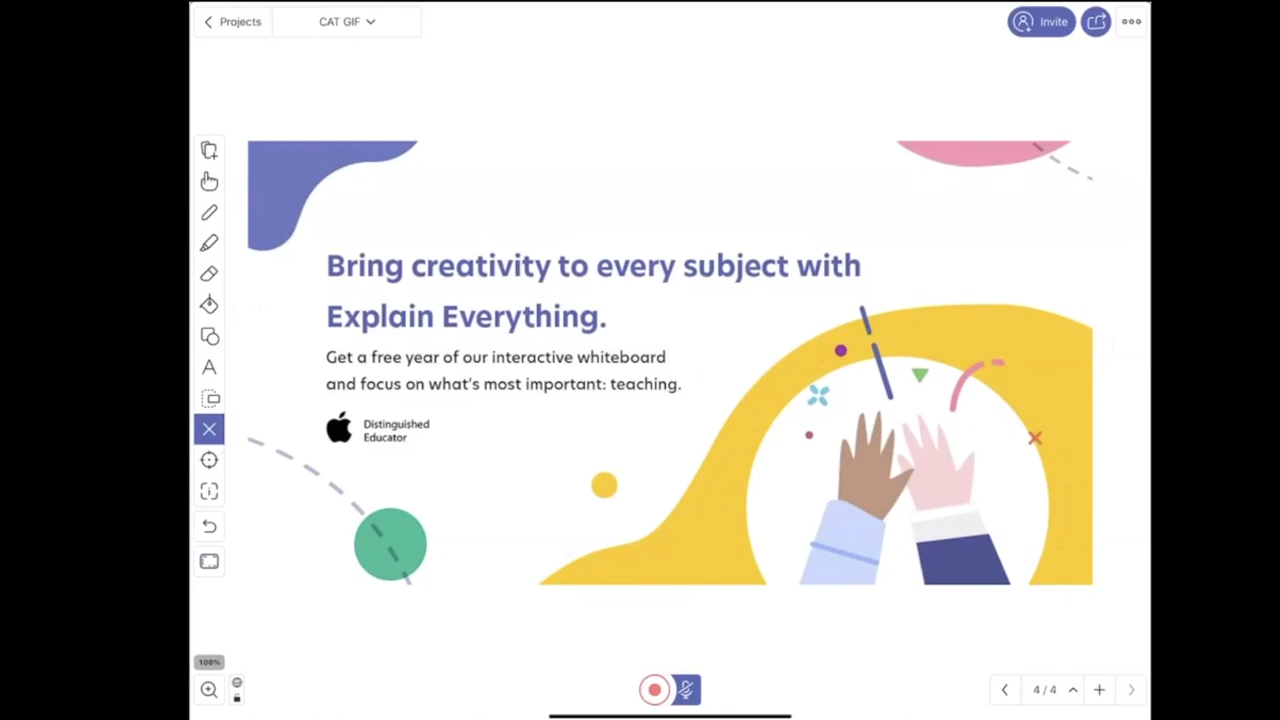 Projects
CAT GIF
Invite
Bring creativity to every subject with
Explain Everything.
Get a free year of our interactive whiteboard
and focus on what's most important: teaching.
Distinguished
Educator
A
100%
4/4